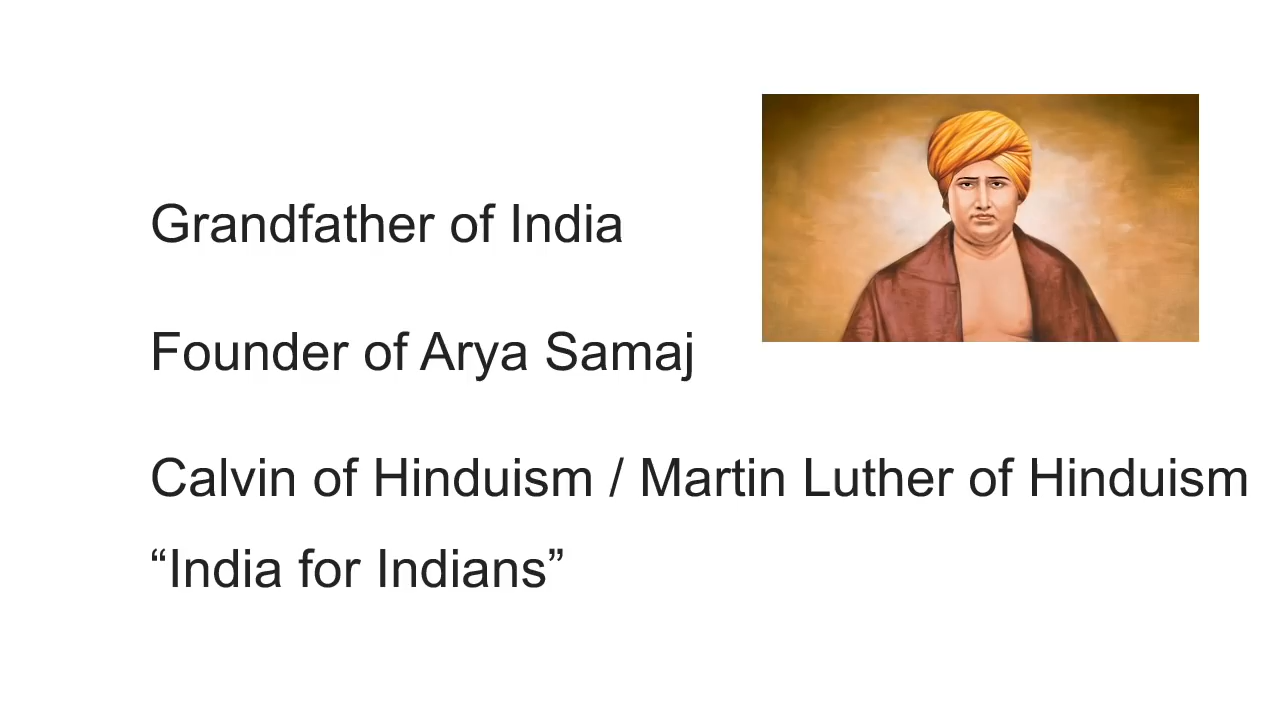 Grandfather of India
Founder of Arya Samaj
Calvin of Hinduism / Martin Luther of Hinduism
“India for Indians”